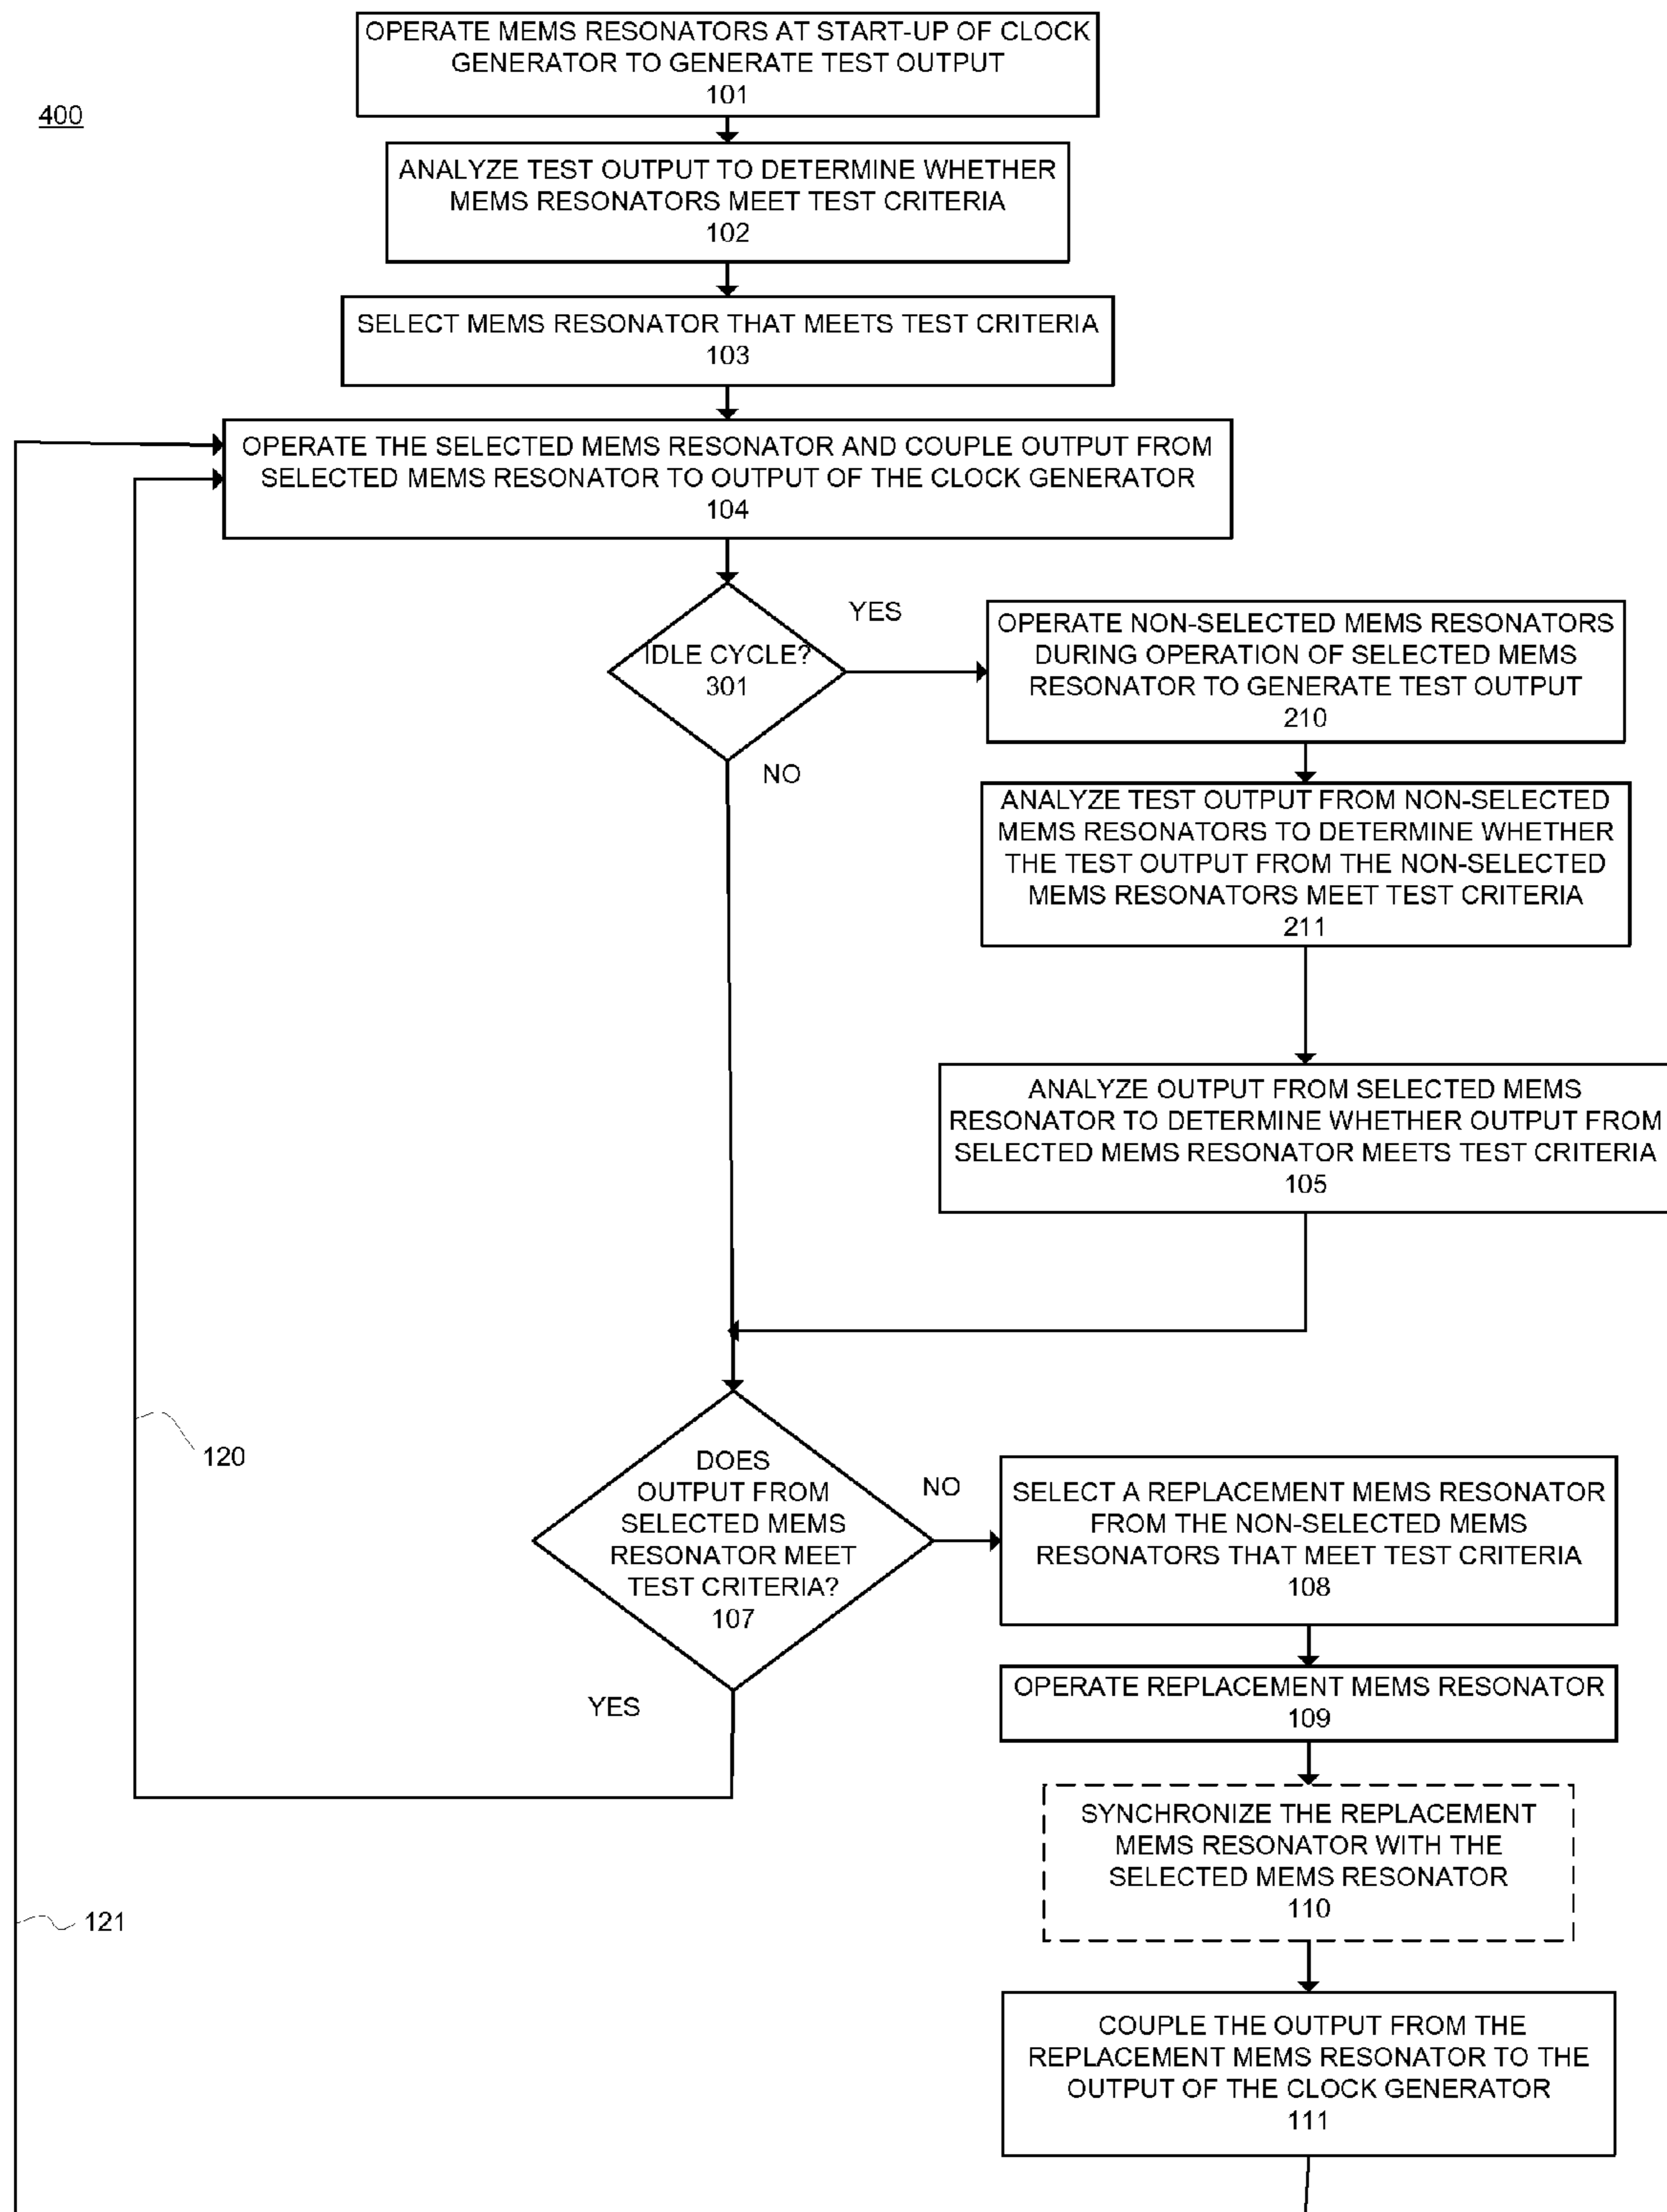 OPERATE MEMS RESONATORS AT START-UP OF CLOCK
GENERATOR TO GENERATE TEST OUTPUT
101
400
ANALYZE TEST OUTPUT TO DETERMINE WHETHER
MEMS RESONATORS MEET TEST CRITERIA
102
SELECT MEMS RESONATOR THAT MEETS TEST CRITERIA
103
OPERATE THE SELECTED MEMS RESONATOR AND COUPLE OUTPUT FROM
SELECTED MEMS RESONATOR TO OUTPUT OF THE CLOCK GENERATOR
104
IDLE CYCLE?
301
YES
NO
OPERATE NON-SELECTED MEMS RESONATORS
DURING OPERATION OF SELECTED MEMS
RESONATOR TO GENERATE TEST OUTPUT
210
ANALYZE TEST OUTPUT FROM NON-SELECTED
MEMS RESONATORS TO DETERMINE WHETHER
THE TEST OUTPUT FROM THE NON-SELECTED
MEMS RESONATORS MEET TEST CRITERIA
211
ANALYZE OUTPUT FROM SELECTED MEMS
RESONATOR TO DETERMINE WHETHER OUTPUT FROM
SELECTED MEMS RESONATOR MEETS TEST CRITERIA
105
120
DOES
OUTPUT FROM
SELECTED MEMS
RESONATOR MEET
TEST CRITERIA?
107
NO
YES
SELECT A REPLACEMENT MEMS RESONATOR
FROM THE NON-SELECTED MEMS
RESONATORS THAT MEET TEST CRITERIA
108
OPERATE REPLACEMENT MEMS RESONATOR
109
SYNCHRONIZE THE REPLACEMENT
MEMS RESONATOR WITH THE
SELECTED MEMS RESONATOR
110
121
COUPLE THE OUTPUT FROM THE
REPLACEMENT MEMS RESONATOR TO THE
OUTPUT OF THE CLOCK GENERATOR
111